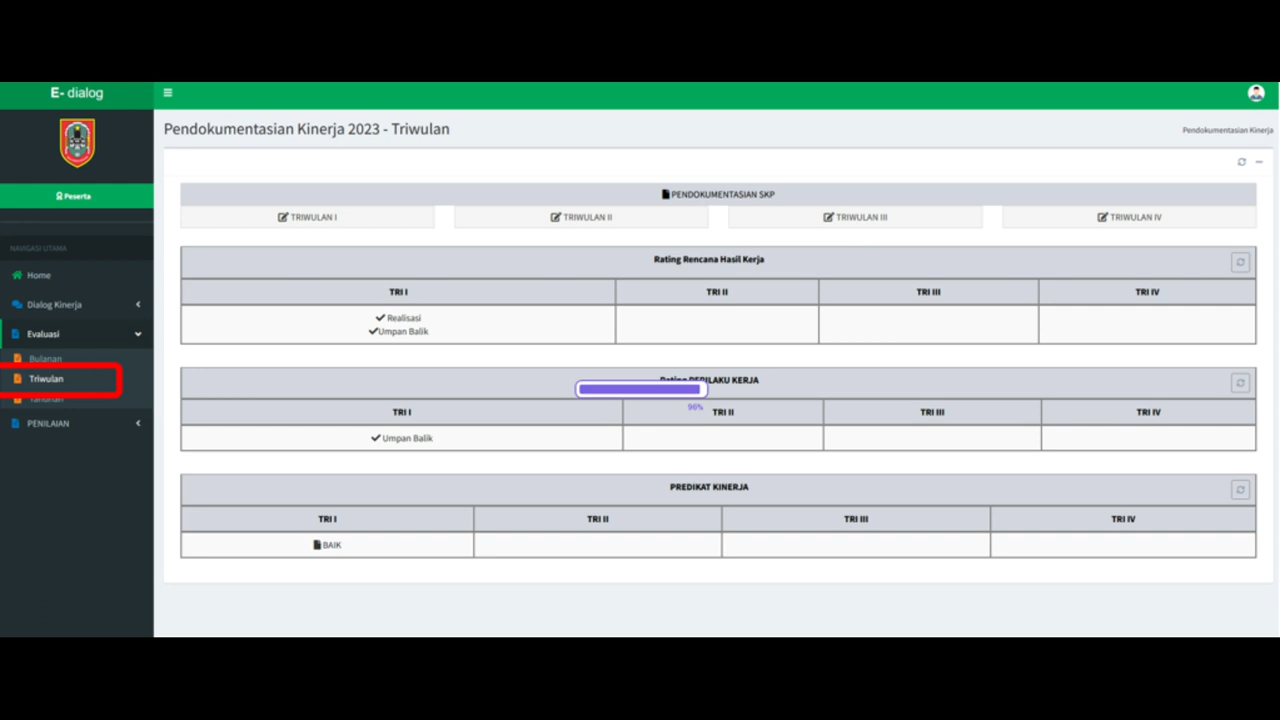 E- dialog
Pendokumentasian Kinerja 2023 - Triwulan
Pendokumentasian Kinerja
Peserta
NAVIGASI UTAMA
Home
Dialog Kinerja
Evaluasi
Bulanan
Triwulan
Tahunan
PENILAIAN
PENDOKUMENTASIAN SKP
TRIWULAN I TRIWULAN II TRIWULAN III TRIWULAN IV
Rating Rencana Hasil Kerja
TRI I TRI II TRI III TRI IV
Realisasi
Umpan Balik
Rating PERILAKU KERJA
96%
TRI I TRI II TRI III TRI IV
Umpan Balik
PREDIKAT KINERJA
TRI I TRI II TRI III TRI IV
BAIK